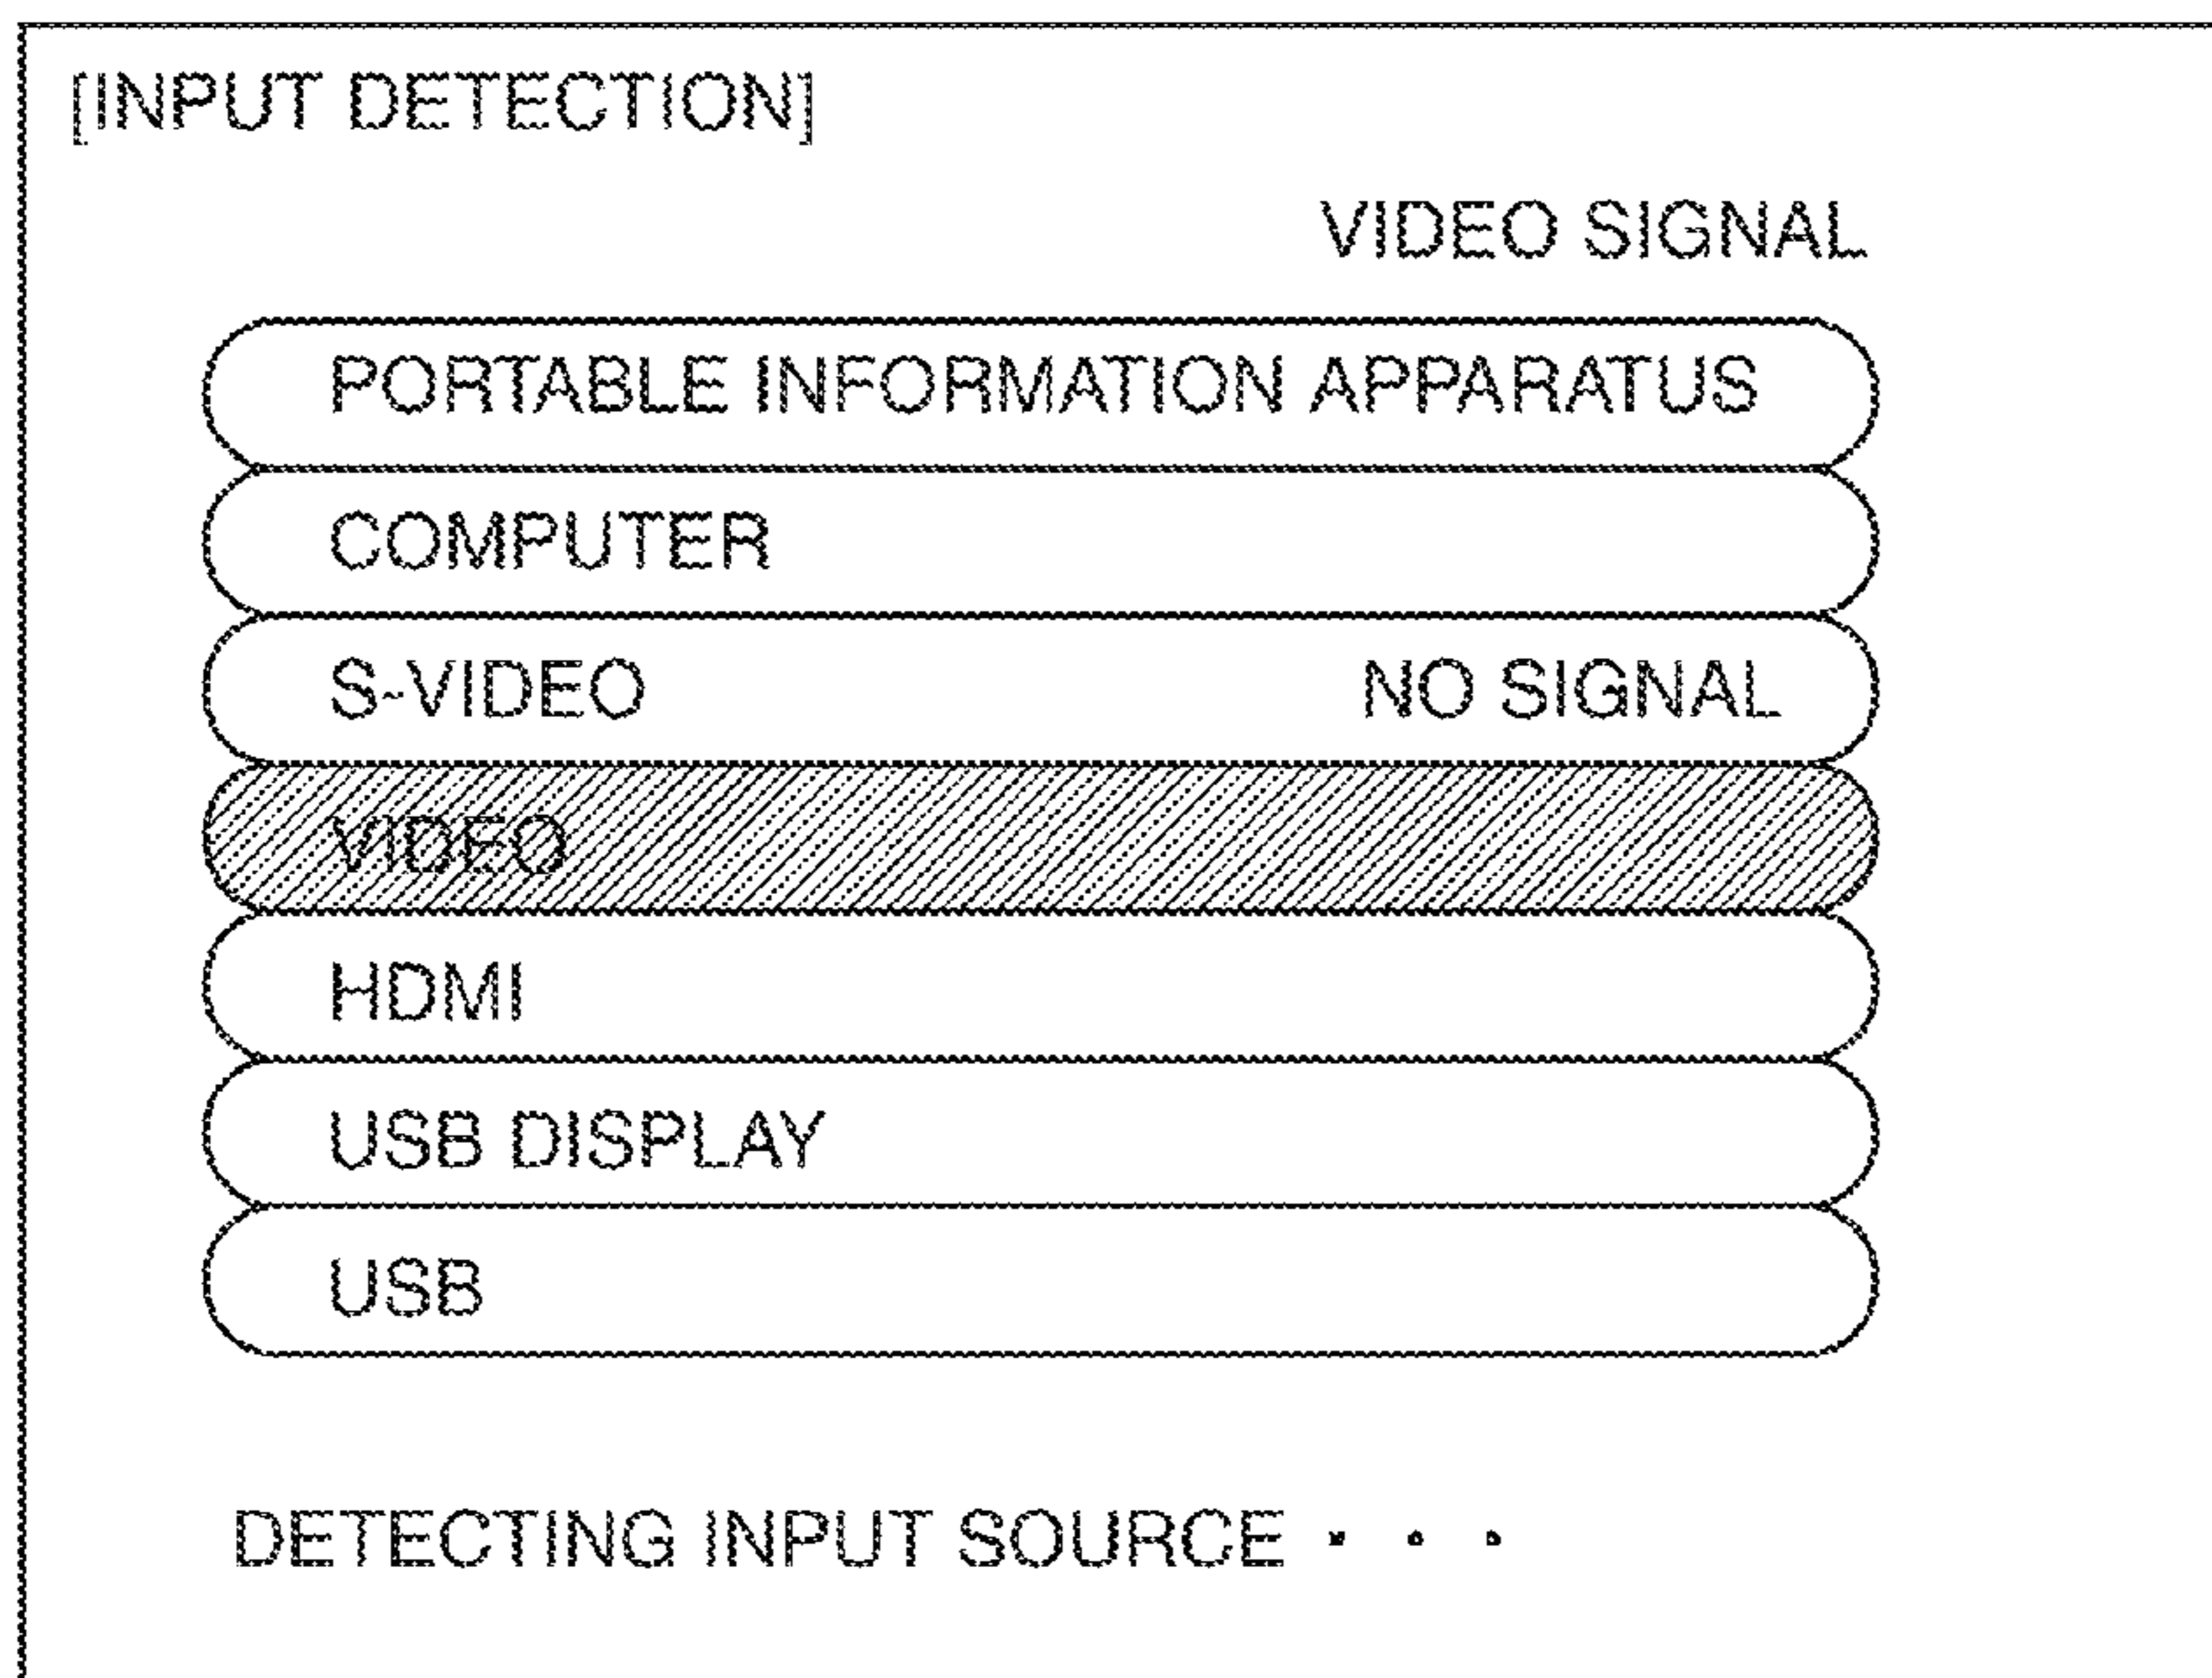 [INPUT DETECTION]
VIDEO SIGNAL
PORTABLE INFORMATION APPARATUS
COMPUTER
S-VIDEO NO SIGNAL
VIDEO
HDMI
USB DISPLAY
USB
DETECTING INPUT SOURCE · · ·